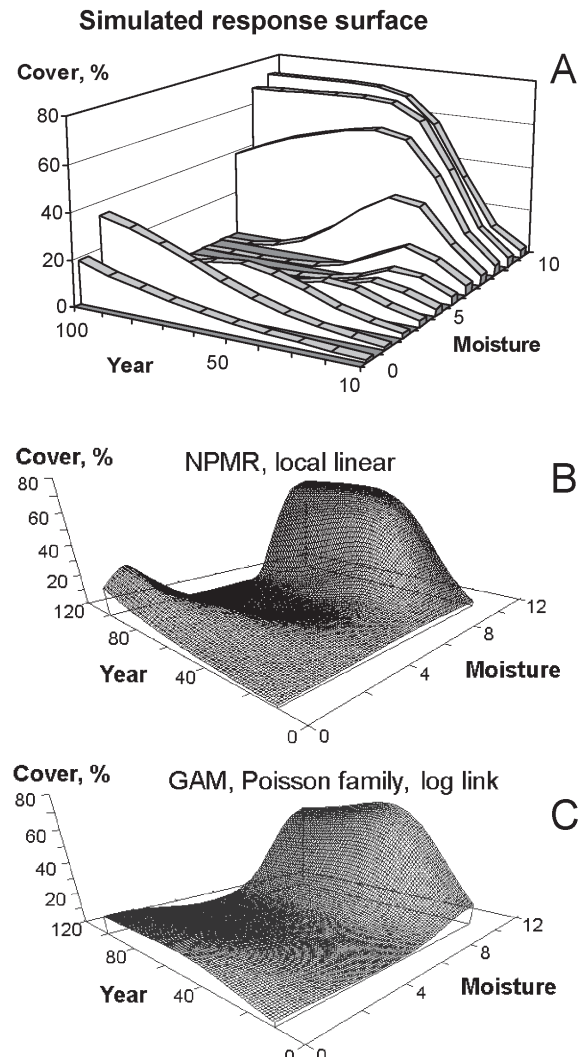 Simulated response surface
A
Cover, %
80
60
40
20
0
100
50
10
Year
0
5
10
Moisture
B
Cover, %
NPMR, local linear
80
60
40
20
120
80
40
0
Year
0
4
8
12
Moisture
C
Cover, %
GAM, Poisson family, log link
80
60
40
20
120
80
40
0
Year
0
4
8
12
Moisture